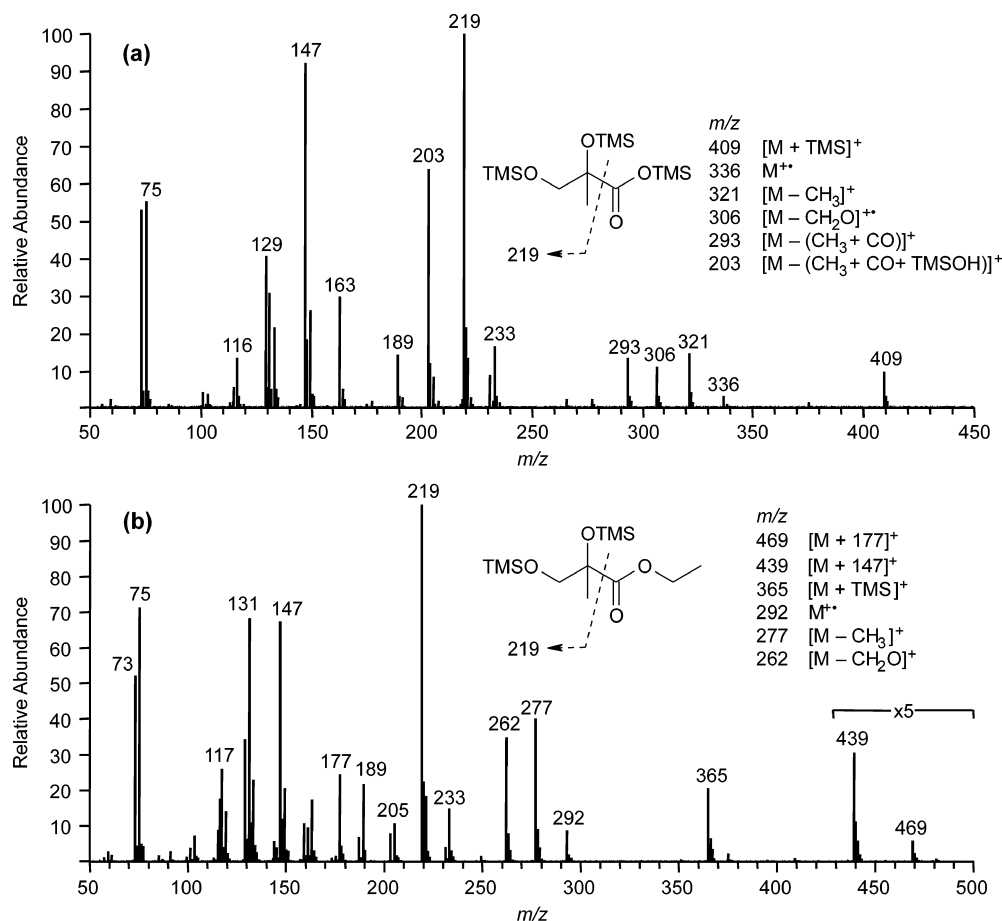 (a)
Relative Abundance
100
90
80
70
60
50
40
30
20
10
75
116
129
147
163
189
203
219
233
293
306
321
336
409
OTMS
TMSO
OTMS
O
219
m/z
409 [M + TMS]⁺
336 M⁺•
321 [M – CH₃]⁺
306 [M – CH₂O]⁺•
293 [M – (CH₃ + CO)]⁺
203 [M – (CH₃ + CO+ TMSOH)]⁺
50 100 150 200 250 300 350 400 450
m/z
(b)
Relative Abundance
100
90
80
70
60
50
40
30
20
10
73
75
117
131
147
177
189
205
219
233
262
277
292
365
439
469
x5
OTMS
TMSO
O
O
219
m/z
469 [M + 177]⁺
439 [M + 147]⁺
365 [M + TMS]⁺
292 M⁺•
277 [M – CH₃]⁺
262 [M – CH₂O]⁺
50 100 150 200 250 300 350 400 450 500
m/z